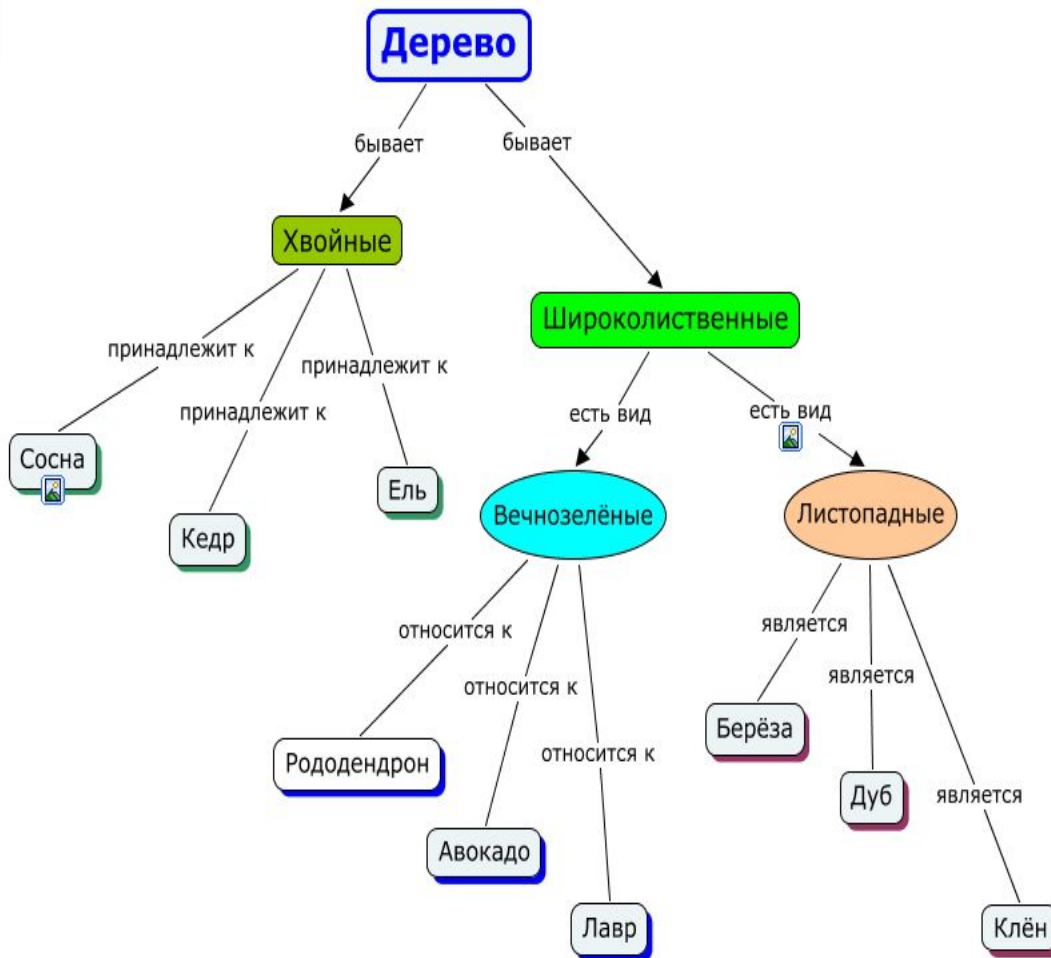 Дерево
бывает
бывает
Хвойные
Широколиственные
принадлежит к
принадлежит к
принадлежит к
есть вид
есть вид
Сосна
Кедр
Ель
Вечнозелёные
Листопадные
относится к
относится к
относится к
является
является
является
Рододендрон
Авокадо
Лавр
Берёза
Дуб
Клён